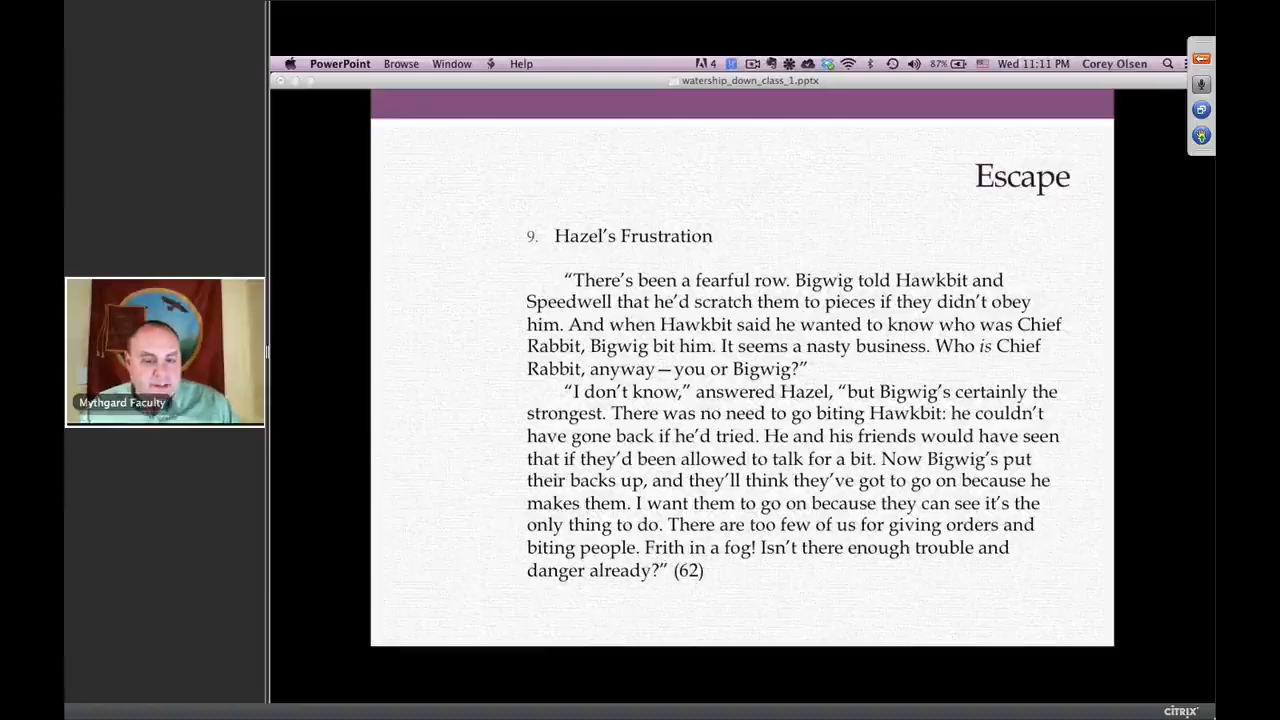 PowerPoint Browse Window Help 4 87% Wed 11:11 PM Corey Olsen
watership_down_class_1.pptx
Escape
9. Hazel’s Frustration
“There’s been a fearful row. Bigwig told Hawkbit and
Speedwell that he’d scratch them to pieces if they didn’t obey
him. And when Hawkbit said he wanted to know who was Chief
Rabbit, Bigwig bit him. It seems a nasty business. Who is Chief
Rabbit, anyway—you or Bigwig?”
“I don’t know,” answered Hazel, “but Bigwig’s certainly the
strongest. There was no need to go biting Hawkbit: he couldn’t
have gone back if he’d tried. He and his friends would have seen
that if they’d been allowed to talk for a bit. Now Bigwig’s put
their backs up, and they’ll think they’ve got to go on because he
makes them. I want them to go on because they can see it’s the
only thing to do. There are too few of us for giving orders and
biting people. Frith in a fog! Isn’t there enough trouble and
danger already?” (62)
Mythgard Faculty
CITRIX